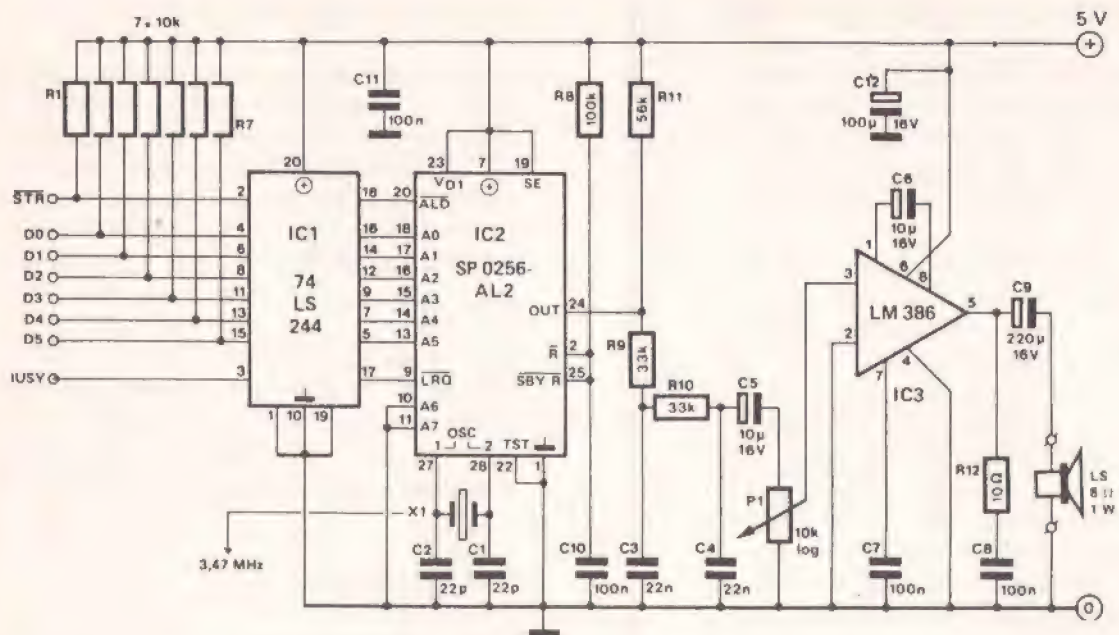 7 x 10k
5 V
+
R1
R7
C11
100n
R8
100k
R11
56k
C12
100µ 16V
20
23 7 19
VD1 SE
STR
2
18
20
ALD
D0
4
IC1
16
18
A0
IC2
D1
6
14
17
A1
D2
8
74
12
16
A2
SP 0256-
D3
11
LS
9
15
A3
AL2
D4
13
244
7
14
A4
D5
15
5
13
A5
OUT
24
IUSY
3
17
9
LRQ
R
2
SBY R
25
10
A6
11
A7
1 10 19
1 OSC 2
TST
27
28
22
1
R9
33k
R10
33k
C5
10µ
16V
C6
10µ
16V
1
6
8
3
2
LM 386
5
4
7
IC3
C9
220µ
16V
R12
10Ω
LS
8 Ω
1 W
P1
10k
log
X1
3,47 MHz
C2
22p
C1
22p
C10
100n
C3
22n
C4
22n
C7
100n
C8
100n
0